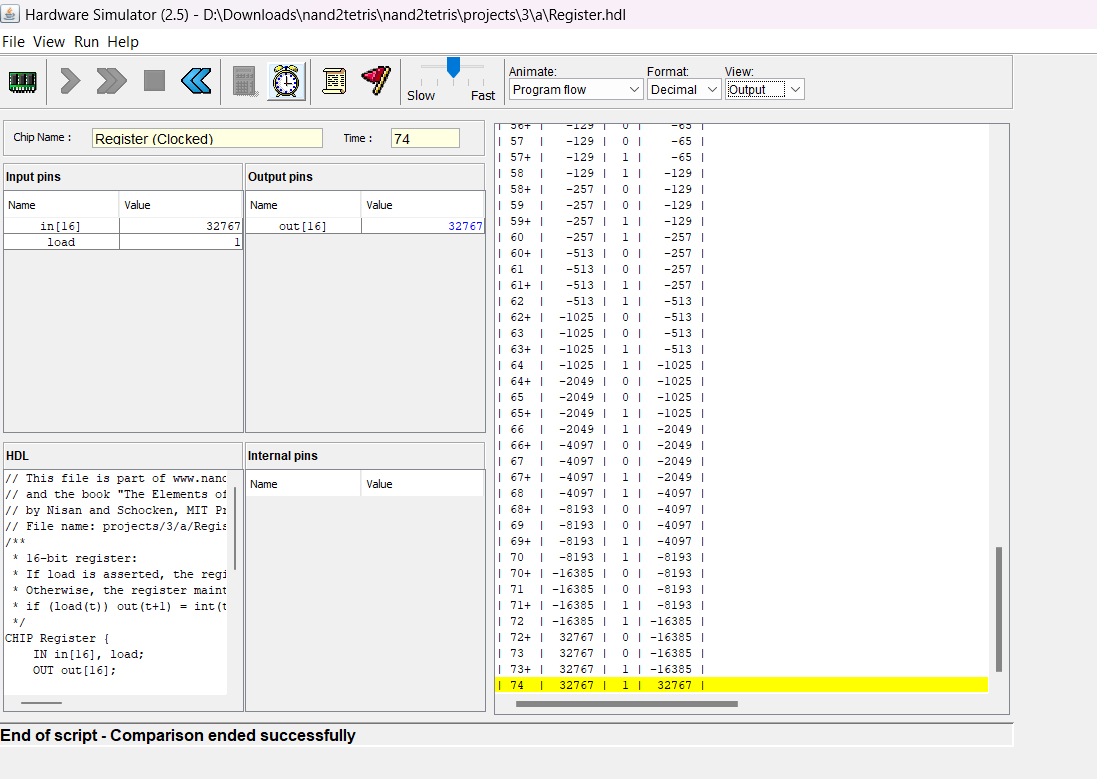 Hardware Simulator (2.5) - D:\Downloads\nand2tetris\nand2tetris\projects\3\a\Register.hdl
File View Run Help
Slow Fast
Animate: Format: View:
Program flow Decimal Output
Chip Name : Register (Clocked) Time : 74
Input pins
Name Value
in[16] 32767
load 1
Output pins
Name Value
out[16] 32767
HDL
// This file is part of www.nand
// and the book "The Elements of
// by Nisan and Schocken, MIT Pr
// File name: projects/3/a/Regis
/**
* 16-bit register:
* If load is asserted, the regi
* Otherwise, the register maint
* if (load(t)) out(t+1) = int(t
*/
CHIP Register {
IN in[16], load;
OUT out[16];
Internal pins
Name Value
| 56+ | -129 | 0 | -65 |
| 57 | -129 | 0 | -65 |
| 57+ | -129 | 1 | -65 |
| 58 | -129 | 1 | -129 |
| 58+ | -257 | 0 | -129 |
| 59 | -257 | 0 | -129 |
| 59+ | -257 | 1 | -129 |
| 60 | -257 | 1 | -257 |
| 60+ | -513 | 0 | -257 |
| 61 | -513 | 0 | -257 |
| 61+ | -513 | 1 | -257 |
| 62 | -513 | 1 | -513 |
| 62+ | -1025 | 0 | -513 |
| 63 | -1025 | 0 | -513 |
| 63+ | -1025 | 1 | -513 |
| 64 | -1025 | 1 | -1025 |
| 64+ | -2049 | 0 | -1025 |
| 65 | -2049 | 0 | -1025 |
| 65+ | -2049 | 1 | -1025 |
| 66 | -2049 | 1 | -2049 |
| 66+ | -4097 | 0 | -2049 |
| 67 | -4097 | 0 | -2049 |
| 67+ | -4097 | 1 | -2049 |
| 68 | -4097 | 1 | -4097 |
| 68+ | -8193 | 0 | -4097 |
| 69 | -8193 | 0 | -4097 |
| 69+ | -8193 | 1 | -4097 |
| 70 | -8193 | 1 | -8193 |
| 70+ | -16385 | 0 | -8193 |
| 71 | -16385 | 0 | -8193 |
| 71+ | -16385 | 1 | -8193 |
| 72 | -16385 | 1 | -16385 |
| 72+ | 32767 | 0 | -16385 |
| 73 | 32767 | 0 | -16385 |
| 73+ | 32767 | 1 | -16385 |
| 74 | 32767 | 1 | 32767 |
End of script - Comparison ended successfully